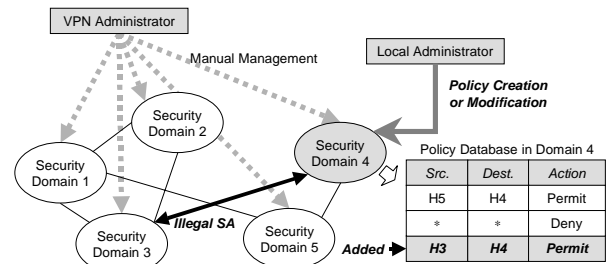 VPN Administrator
Manual Management
Local Administrator
Policy Creation
or Modification
Security
Domain 2
Security
Domain 4
Security
Domain 1
Policy Database in Domain 4
Src. Dest. Action
H5 H4 Permit
* * Deny
Added H3 H4 Permit
Illegal SA
Security
Domain 3
Security
Domain 5